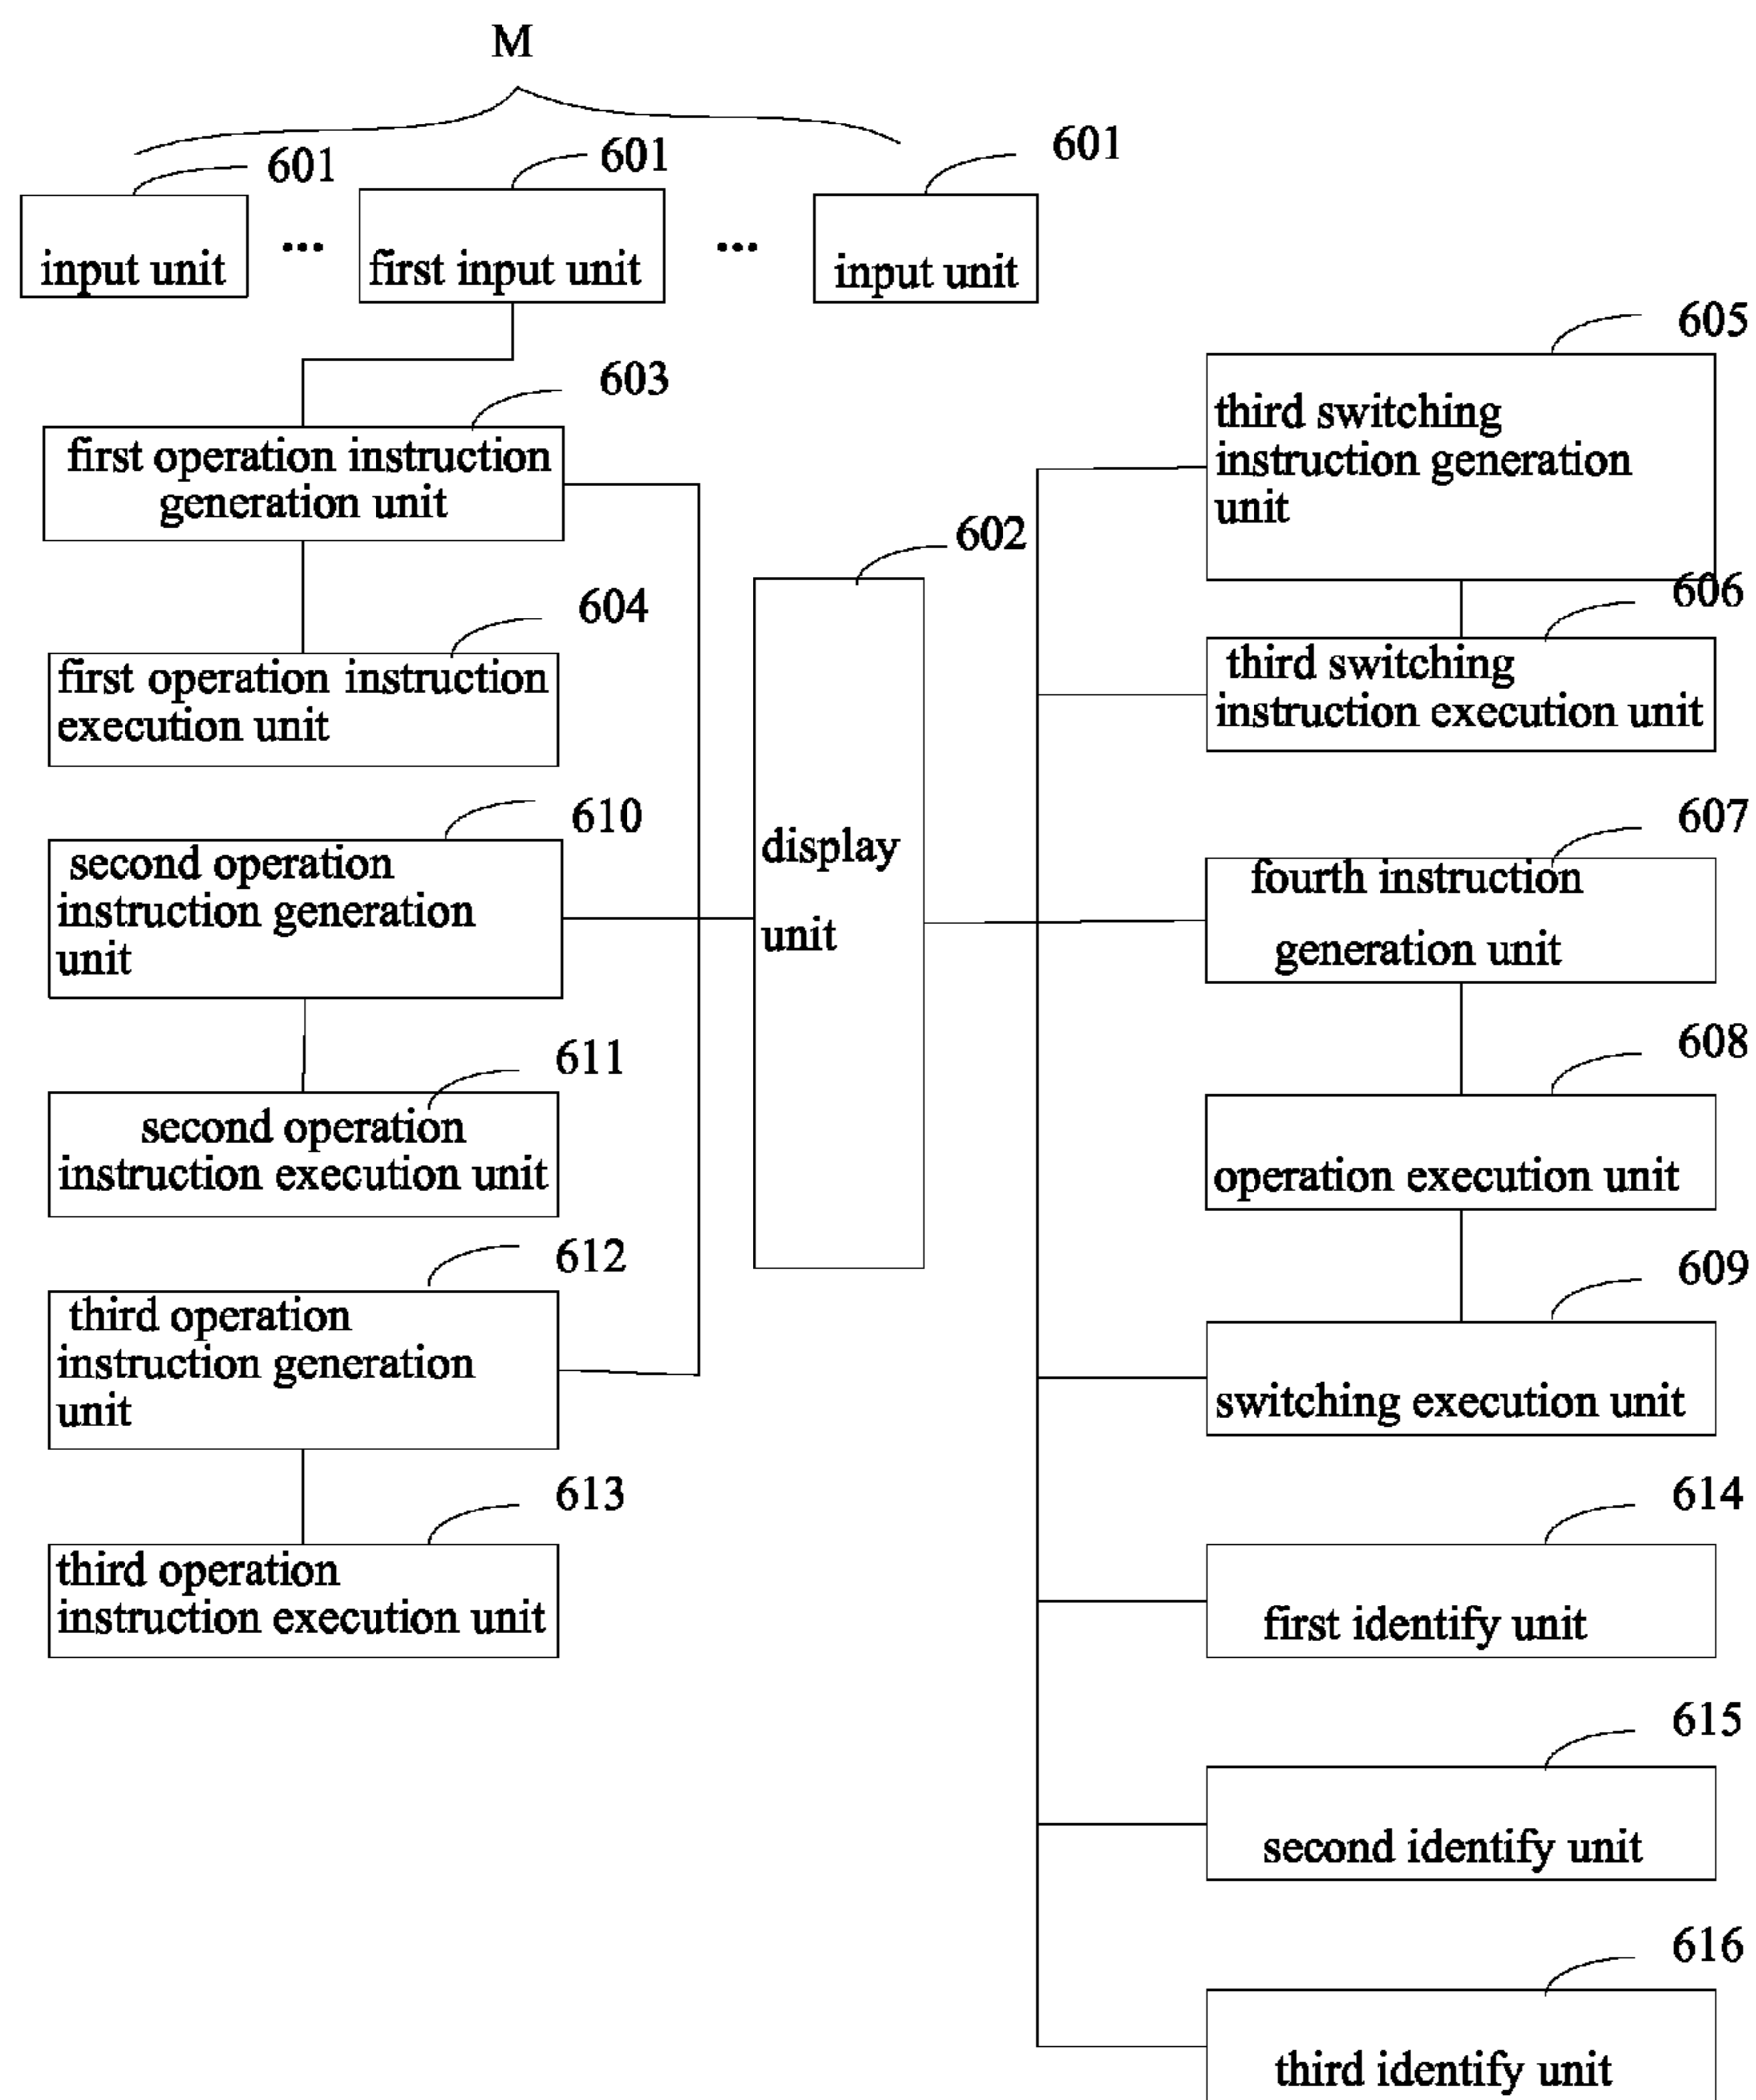 M
601
601
601
input unit
...
first input unit
...
input unit
603
first operation instruction
generation unit
604
first operation instruction
execution unit
610
second operation
instruction generation
unit
611
second operation
instruction execution unit
612
third operation
instruction generation
unit
613
third operation
instruction execution unit
602
display
unit
605
third switching
instruction generation
unit
606
third switching
instruction execution unit
607
fourth instruction
generation unit
608
operation execution unit
609
switching execution unit
614
first identify unit
615
second identify unit
616
third identify unit